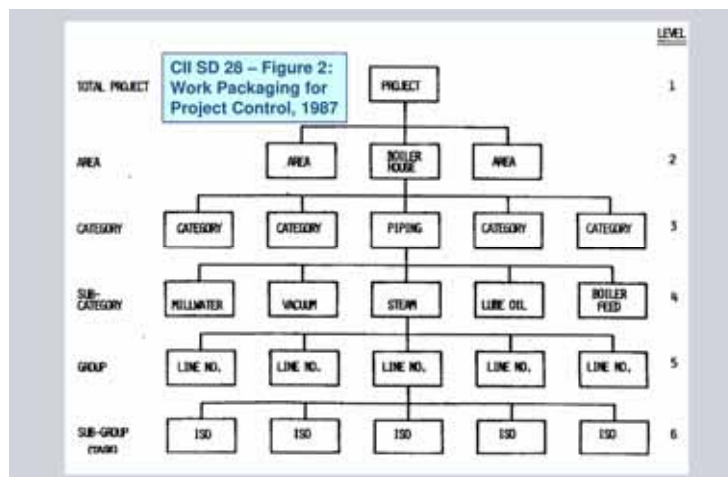 LEVEL
CII SD 28 – Figure 2:
Work Packaging for
Project Control, 1987
TOTAL PROJECT PROJECT 1
AREA AREA BOILER HOUSE AREA 2
CATEGORY CATEGORY CATEGORY PIPING CATEGORY CATEGORY 3
SUB-
CATEGORY MILLWATER VACUUM STEAM LUBE OIL BOILER FEED 4
GROUP LINE NO. LINE NO. LINE NO. LINE NO. LINE NO. 5
SUB-GROUP ISO ISO ISO ISO ISO 6
(TASK)